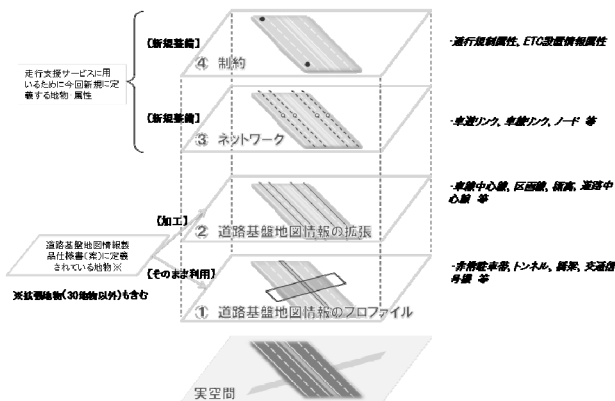 【新規整備】
④ 制約
・通行規制属性、ETC設置情報属性
走行支援サービスに用
いるために今回新規に定
義する地物・属性
【新規整備】
③ ネットワーク
・車道リンク、車線リンク、ノード 等
・車線中心線、区画線、標高、道路中
心線 等
【加工】
② 道路基盤地図情報の拡張
道路基盤地図情報製
品仕様書(案)に定義
されている地物※
【そのまま利用】
※拡張地物(30地物以外)も含む
・非常駐車帯、トンネル、橋梁、交通信
号機 等
① 道路基盤地図情報のプロファイル
実空間